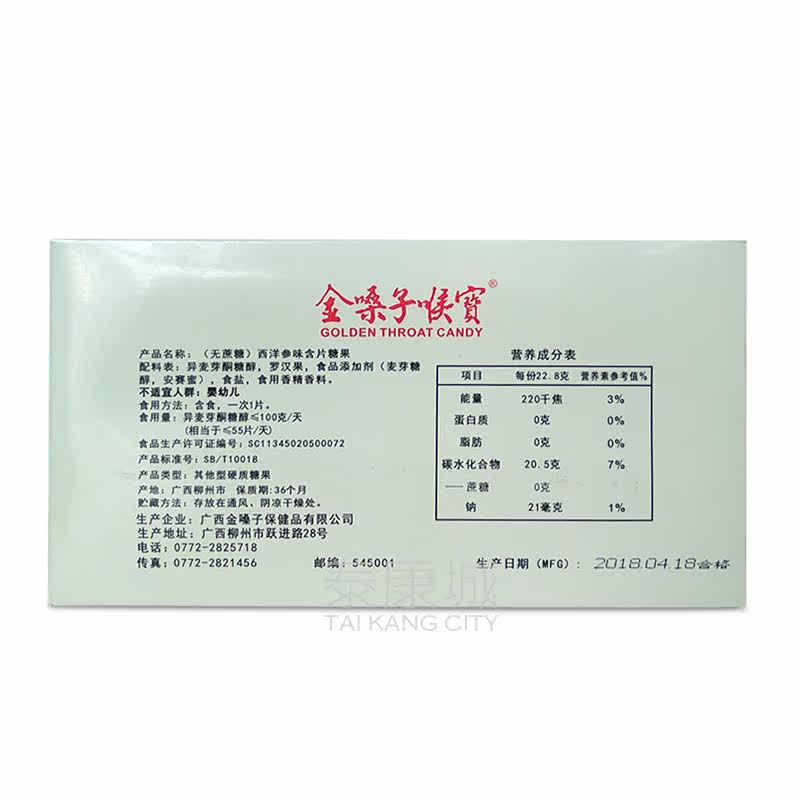 金嗓子喉寶®
GOLDEN THROAT CANDY
产品名称：（无蔗糖）西洋参味含片糖果
配料表：异麦芽酮糖醇，罗汉果，食品添加剂（麦芽糖
醇，安赛蜜），食盐，食用香精香料。
不适宜人群：婴幼儿
食用方法：含食，一次1片。
食用量：异麦芽酮糖醇≤100克/天
(相当于≤55片/天)
食品生产许可证编号：SC11345020500072
产品标准号：SB/T10018
产品类型：其他型硬质糖果
产地：广西柳州市 保质期:36个月
贮藏方法：存放在通风、阴凉干燥处。
生产企业：广西金嗓子保健品有限公司
生产地址：广西柳州市跃进路28号
电话：0772-2825718
传真：0772-2821456 邮编：545001
营养成分表
项目 每份22.8克 营养素参考值%
能量 220千焦 3%
蛋白质 0克 0%
脂肪 0克 0%
碳水化合物 20.5克 7%
——蔗糖 0克
钠 21毫克 1%
生产日期（MFG）： 2018.04.18合格
泰康城
TAI KANG CITY